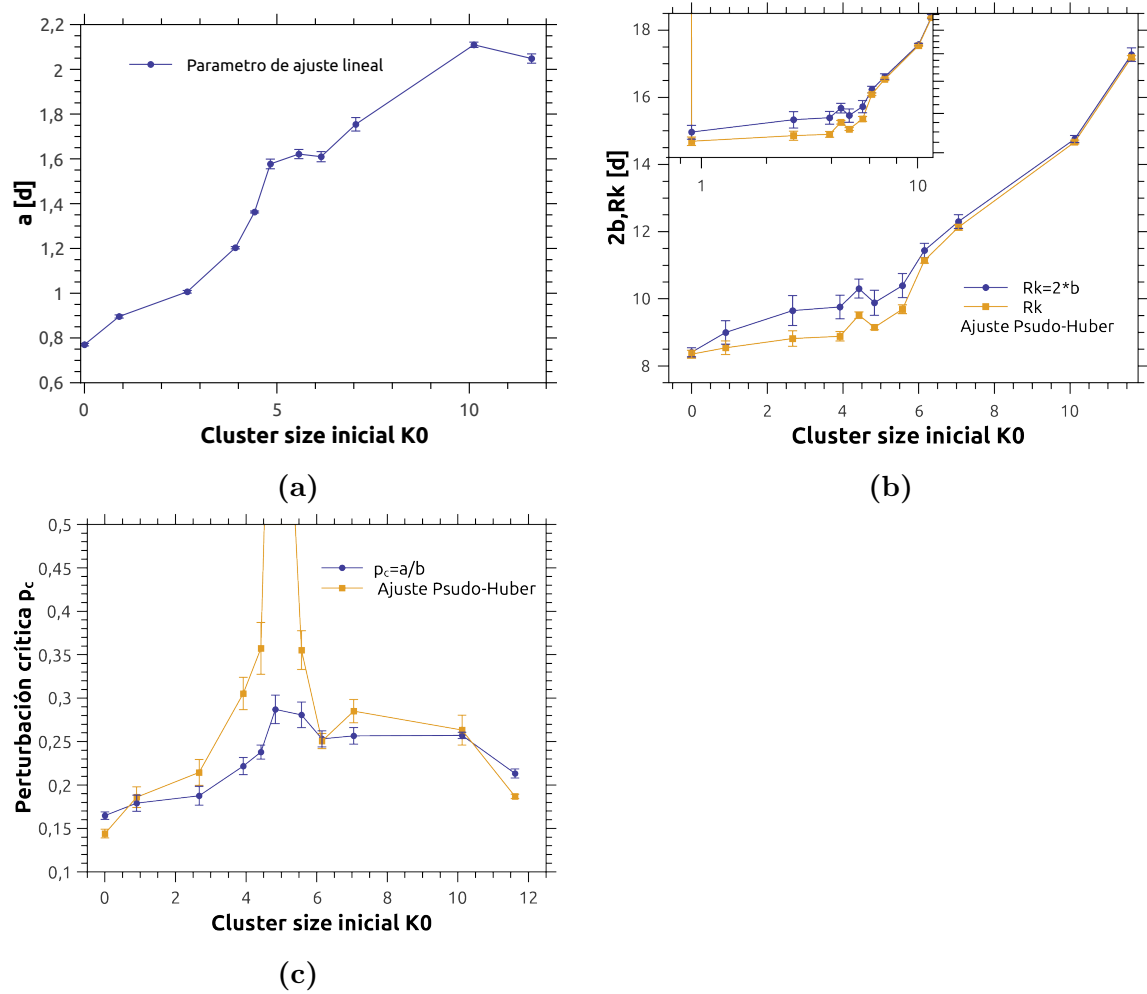 2,2
2
1,8
1,6
1,4
1,2
1
0,8
0,6
a [d]
Parametro de ajuste lineal
0
5
10
Cluster size inicial K0
(a)
18
16
14
12
10
8
2b,Rk [d]
1
10
Rk=2*b
Rk
Ajuste Psudo-Huber
0
2
4
6
8
10
Cluster size inicial K0
(b)
0,5
0,45
0,4
0,35
0,3
0,25
0,2
0,15
0,1
Perturbación crítica pc
pc=a/b
Ajuste Psudo-Huber
0
2
4
6
8
10
12
Cluster size inicial K0
(c)